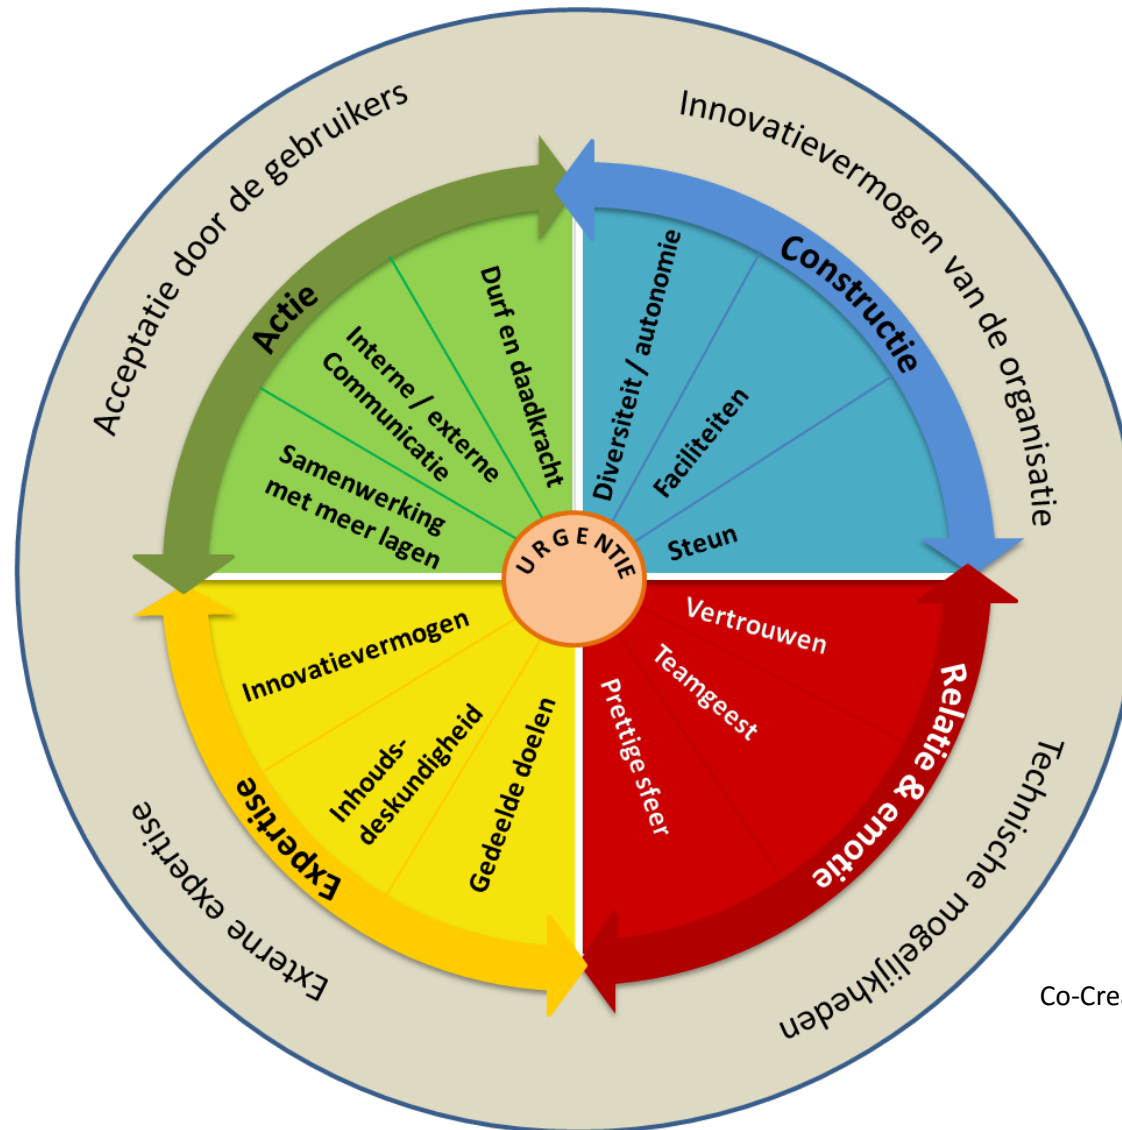 Acceptatie door de gebruikers
Innovatievermogen van de organisatie
Technische mogelijkheden
Externe expertise
Actie
Constructie
Relatie & emotie
Expertise
Samenwerking
met meer lagen
Interne / externe
Communicatie
Durf en daadkracht
Diversiteit / autonomie
Faciliteiten
Steun
Vertrouwen
Teamgeest
Prettige sfeer
Gedeelde doelen
Inhouds-
deskundigheid
Innovatievermogen
URGENTIE